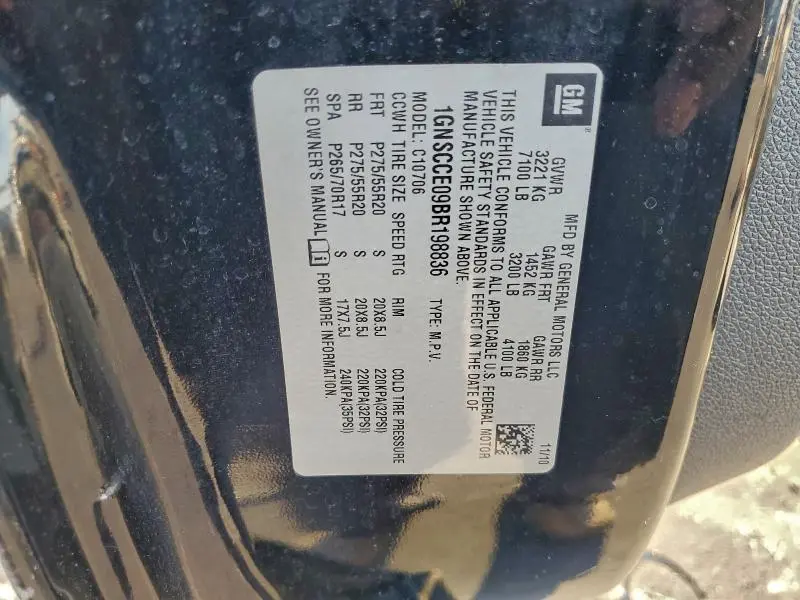 GM
®
MFD BY GENERAL MOTORS LLC 11/10
GVWR GAWR FRT GAWR RR
3221 KG 1452 KG 1860 KG
7100 LB 3200 LB 4100 LB
THIS VEHICLE CONFORMS TO ALL APPLICABLE U.S. FEDERAL MOTOR
VEHICLE SAFETY STANDARDS IN EFFECT ON THE DATE OF
MANUFACTURE SHOWN ABOVE.
1GNSCCE09BR198836 TYPE: M.P.V.
MODEL: C10706
CCWH TIRE SIZE SPEED RTG RIM COLD TIRE PRESSURE
FRT P275/55R20 S 20X8.5J 220KPA(32PSI)
RR P275/55R20 S 20X8.5J 220KPA(32PSI)
SPA P265/70R17 S 17X7.5J 240KPA(35PSI)
SEE OWNER'S MANUAL i FOR MORE INFORMATION.